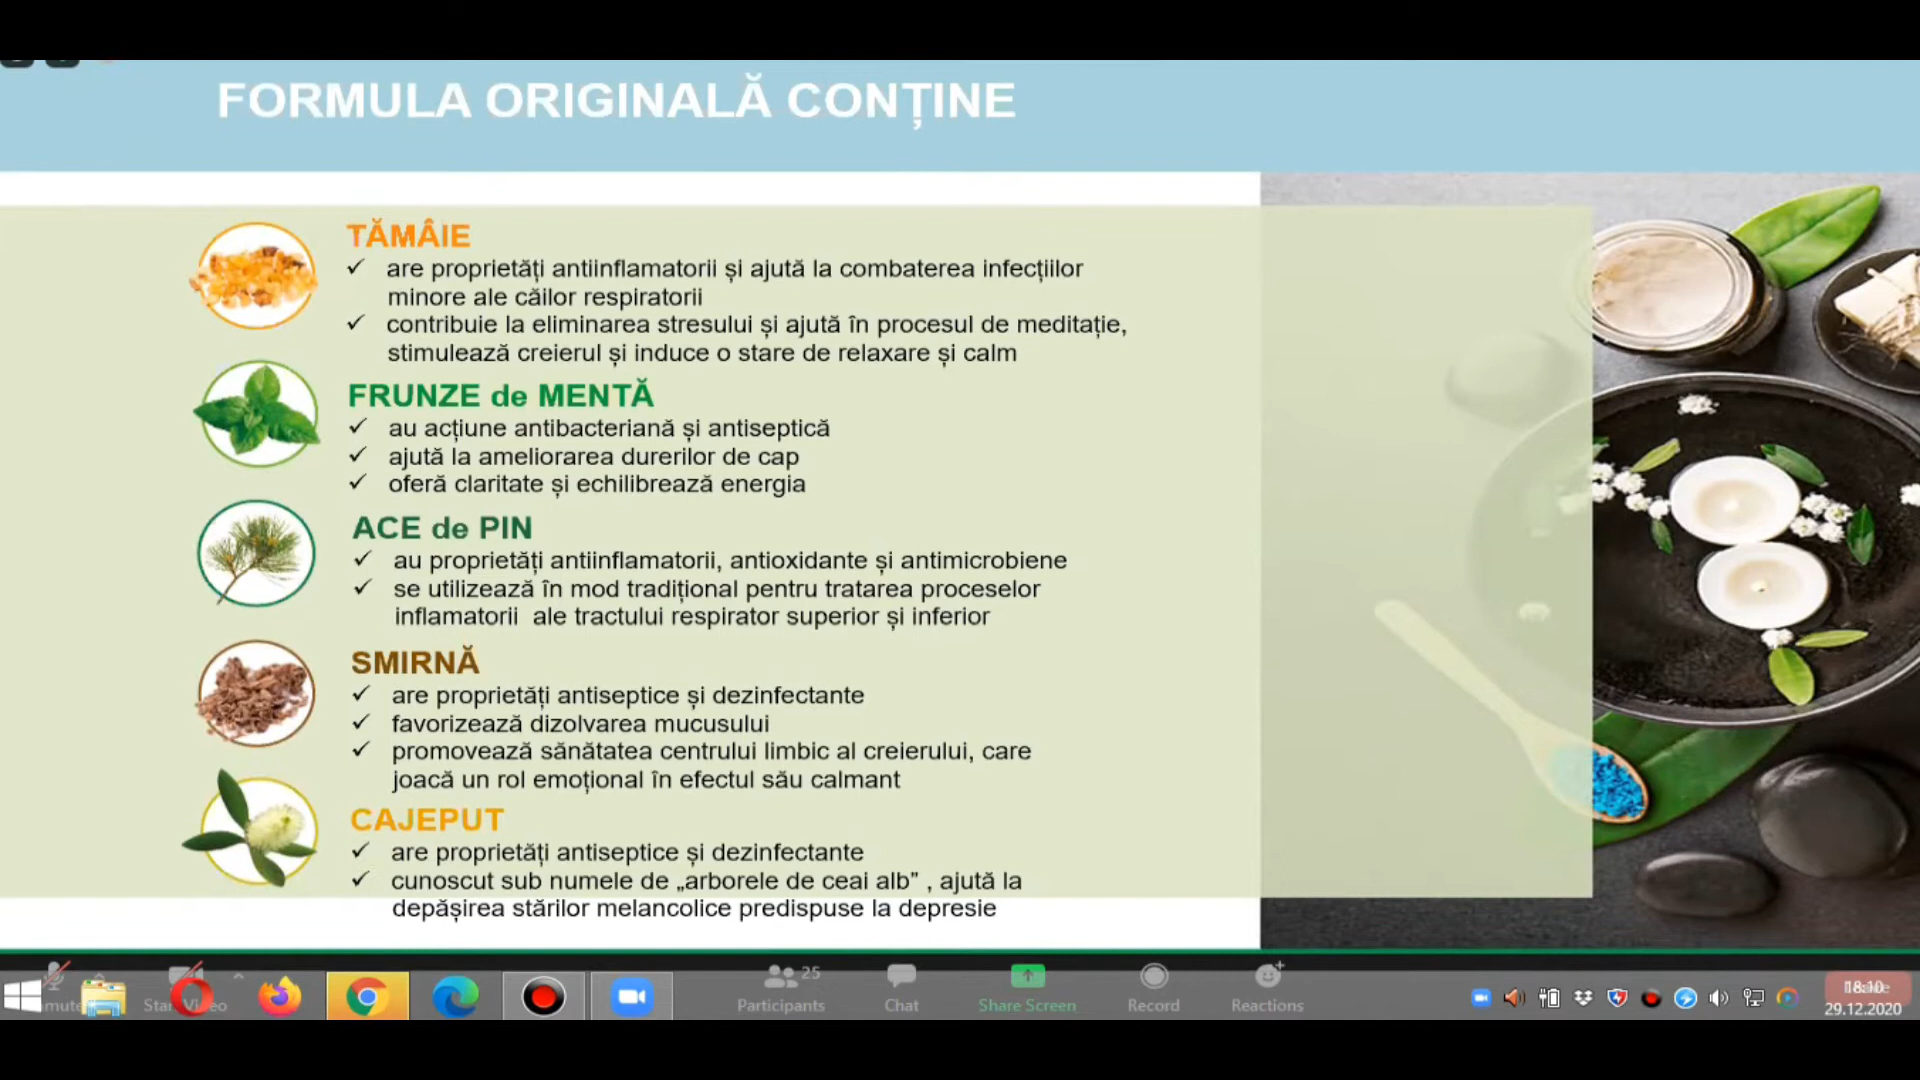 FORMULA ORIGINALĂ CONȚINE
TĂMÂIE
✓ are proprietăți antiinflamatorii și ajută la combaterea infecțiilor
minore ale căilor respiratorii
✓ contribuie la eliminarea stresului și ajută în procesul de meditație,
stimulează creierul și induce o stare de relaxare și calm
FRUNZE de MENTĂ
✓ au acțiune antibacteriană și antiseptică
✓ ajută la ameliorarea durerilor de cap
✓ oferă claritate și echilibrează energia
ACE de PIN
✓ au proprietăți antiinflamatorii, antioxidante și antimicrobiene
✓ se utilizează în mod tradițional pentru tratarea proceselor
inflamatorii ale tractului respirator superior și inferior
SMIRNĂ
✓ are proprietăți antiseptice și dezinfectante
✓ favorizează dizolvarea mucusului
✓ promovează sănătatea centrului limbic al creierului, care
joacă un rol emoțional în efectul său calmant
CAJEPUT
✓ are proprietăți antiseptice și dezinfectante
✓ cunoscut sub numele de „arborele de ceai alb” , ajută la
depășirea stărilor melancolice predispuse la depresie
25
Participants
Chat
Share Screen
Record
Reactions
18:10
29.12.2020